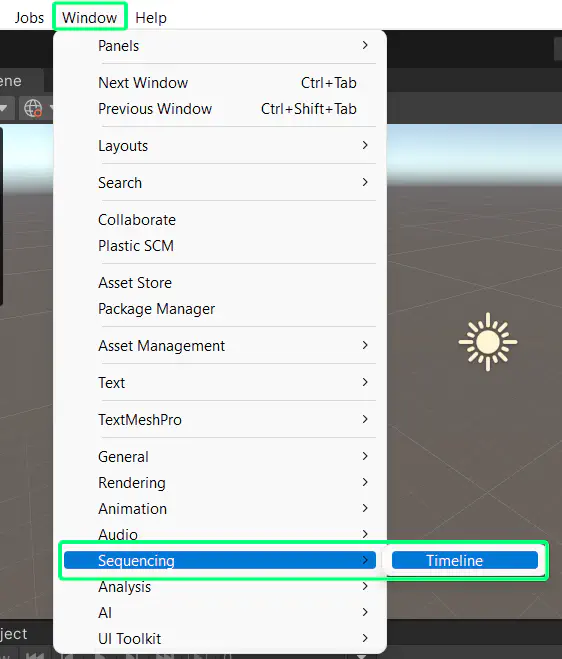 Jobs Window Help
ene
Panels
Next Window Ctrl+Tab
Previous Window Ctrl+Shift+Tab
Layouts
Search
Collaborate
Plastic SCM
Asset Store
Package Manager
Asset Management
Text
TextMeshPro
General
Rendering
Animation
Audio
Sequencing Timeline
Analysis
AI
UI Toolkit
ject